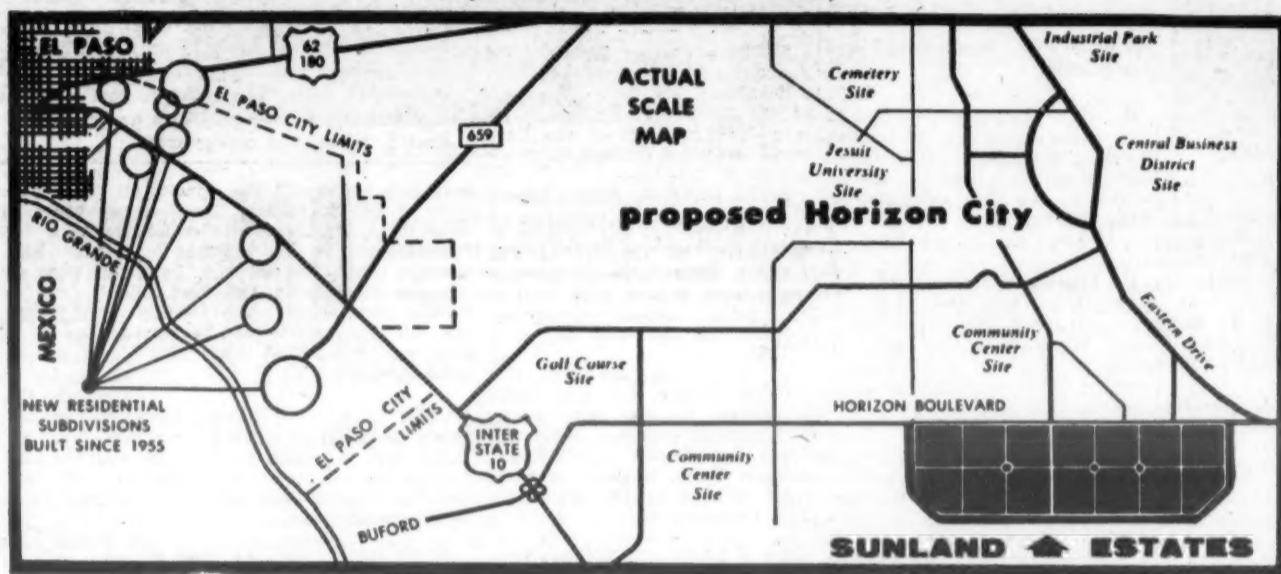 EL PASO
62
180
EL PASO CITY LIMITS
659
ACTUAL
SCALE
MAP
Cemetery
Site
Industrial Park
Site
Jesuit
University
Site
Central Business
District
Site
proposed Horizon City
RIO GRANDE
MEXICO
NEW RESIDENTIAL
SUBDIVISIONS
BUILT SINCE 1955
EL PASO CITY
LIMITS
INTER
STATE
10
BUFORD
Golf Course
Site
Community
Center
Site
Community
Center
Site
Eastern Drive
HORIZON BOULEVARD
SUNLAND ESTATES